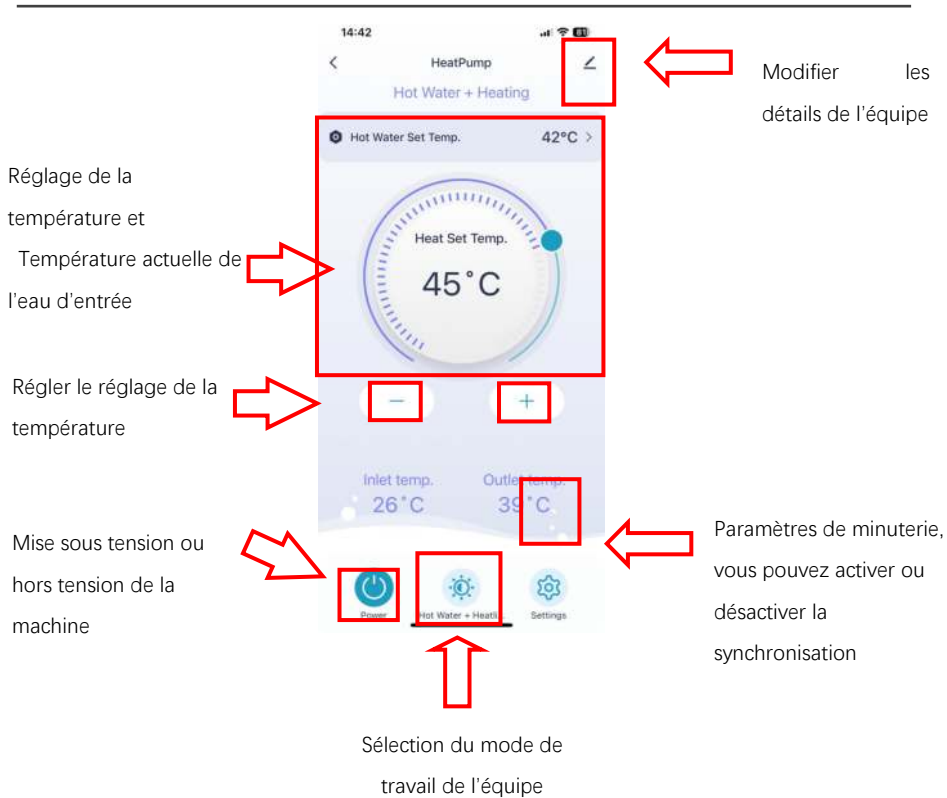 14:42
61
HeatPump
Hot Water + Heating
Modifier les
détails de l'équipe
Hot Water Set Temp. 42°C
Réglage de la
température et
Température actuelle de
l'eau d'entrée
Heat Set Temp.
45°C
Régler le réglage de la
température
Inlet temp. Outlet temp.
26°C 39°C
Mise sous tension ou
hors tension de la
machine
Paramètres de minuterie,
vous pouvez activer ou
désactiver la
synchronisation
Power Hot Water + Heati... Settings
Sélection du mode de
travail de l'équipe